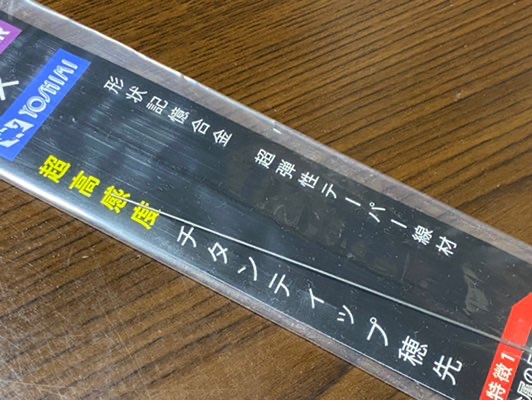 YOSHIMI
形状記憶合金
超弾性テーパー線材
超高感度
チタンティップ穂先
特徴1